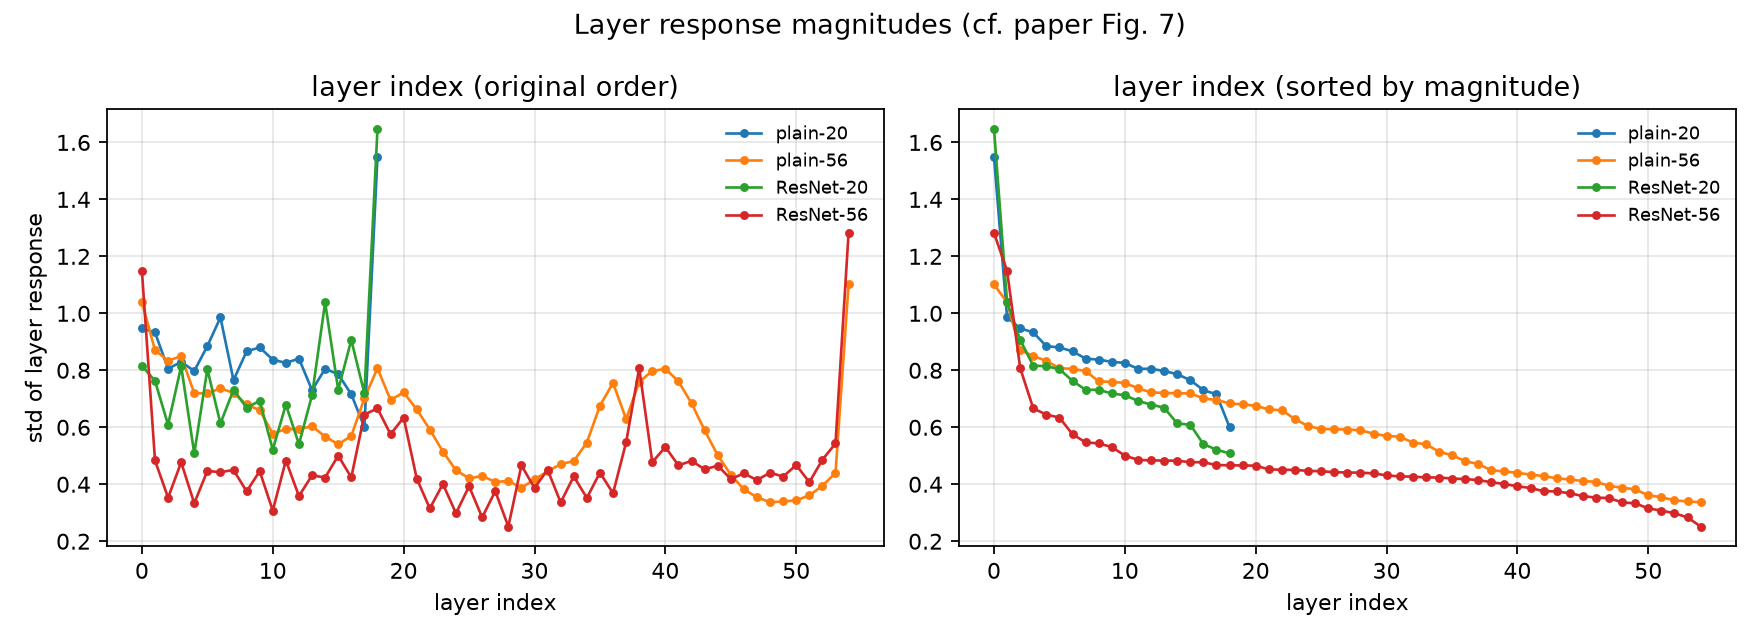 Layer response magnitudes (cf. paper Fig. 7)
layer index (original order)
std of layer response
1.6
1.4
1.2
1.0
0.8
0.6
0.4
0.2
0
10
20
30
40
50
layer index
plain-20
plain-56
ResNet-20
ResNet-56
layer index (sorted by magnitude)
1.6
1.4
1.2
1.0
0.8
0.6
0.4
0.2
0
10
20
30
40
50
layer index
plain-20
plain-56
ResNet-20
ResNet-56